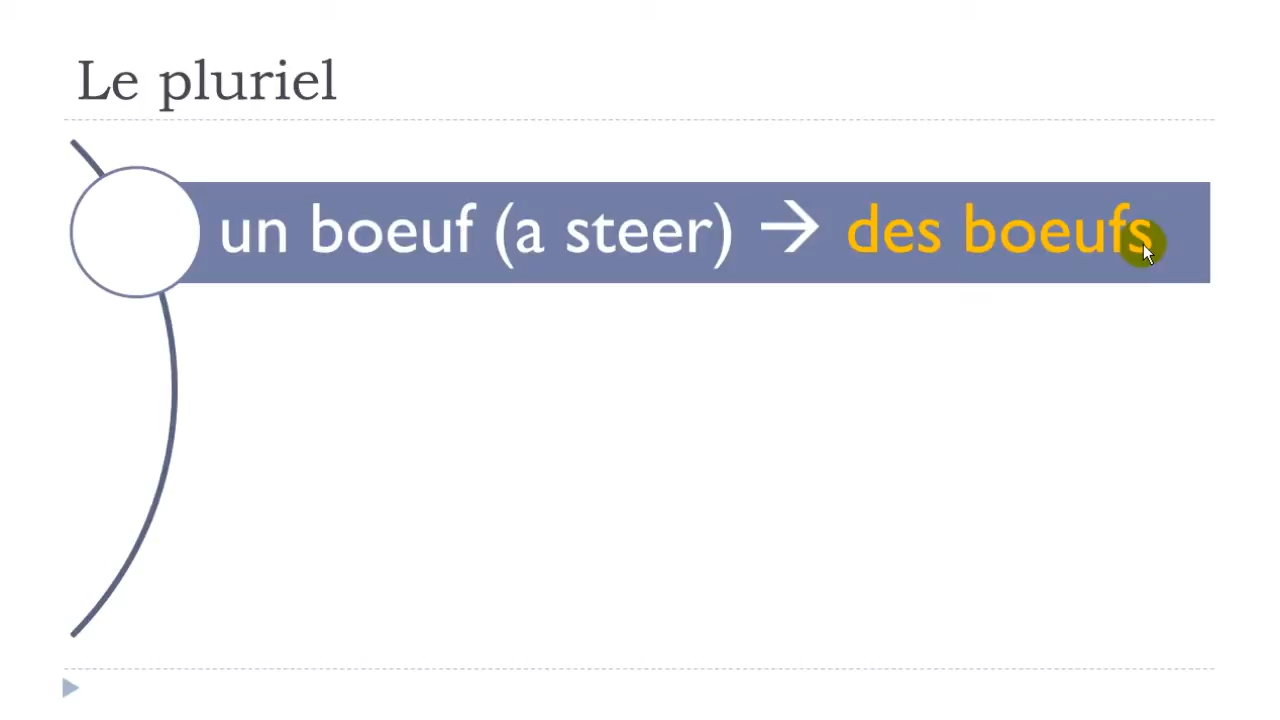 Le pluriel
un boeuf (a steer) → des boeufs